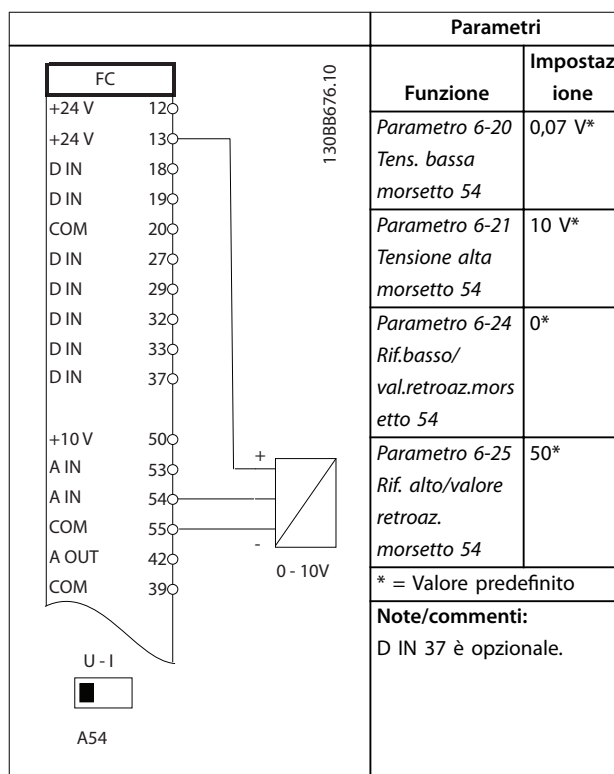 FC
+24 V 12
+24 V 13
D IN 18
D IN 19
COM 20
D IN 27
D IN 29
D IN 32
D IN 33
D IN 37
+10 V 50
A IN 53
A IN 54
COM 55
A OUT 42
COM 39
130BB676.10
+
-
0 - 10V
U - I
A54
Parametri
Funzione
Impostaz
ione
Parametro 6-20
Tens. bassa
morsetto 54
0,07 V*
Parametro 6-21
Tensione alta
morsetto 54
10 V*
Parametro 6-24
Rif.basso/
val.retroaz.mors
etto 54
0*
Parametro 6-25
Rif. alto/valore
retroaz.
morsetto 54
50*
* = Valore predefinito
Note/commenti:
D IN 37 è opzionale.